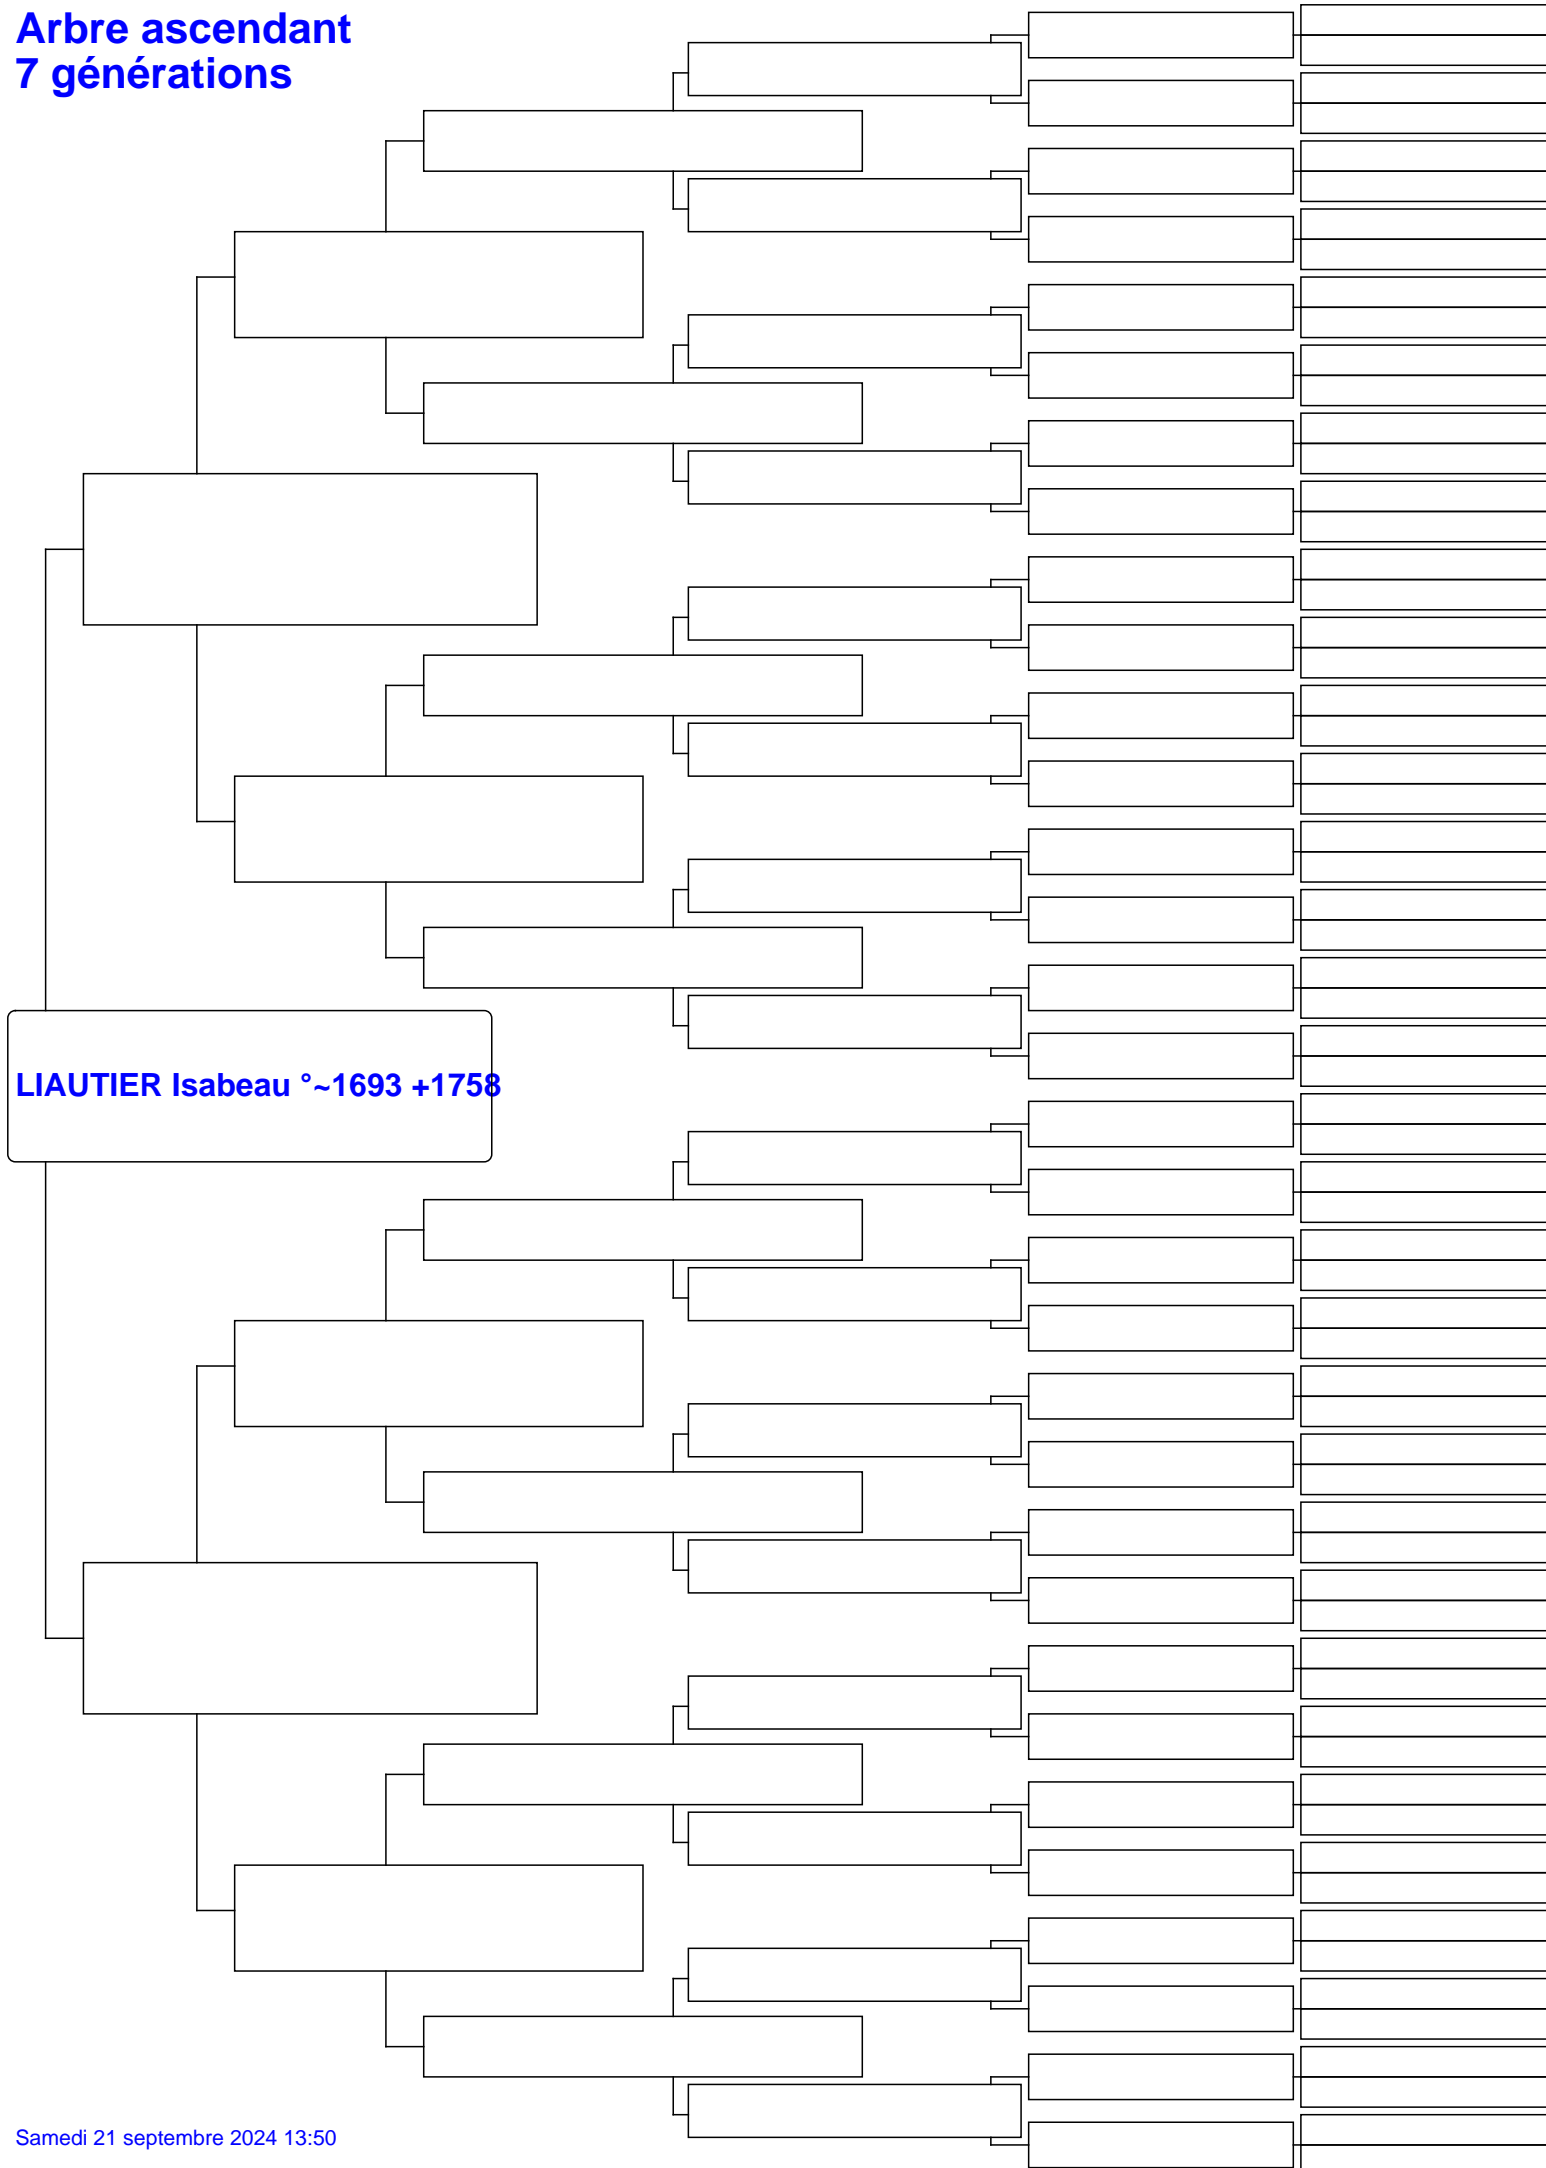 Arbre ascendant
7 générations
LIAUTIER Isabeau °~1693 +1758
Samedi 21 septembre 2024 13:50